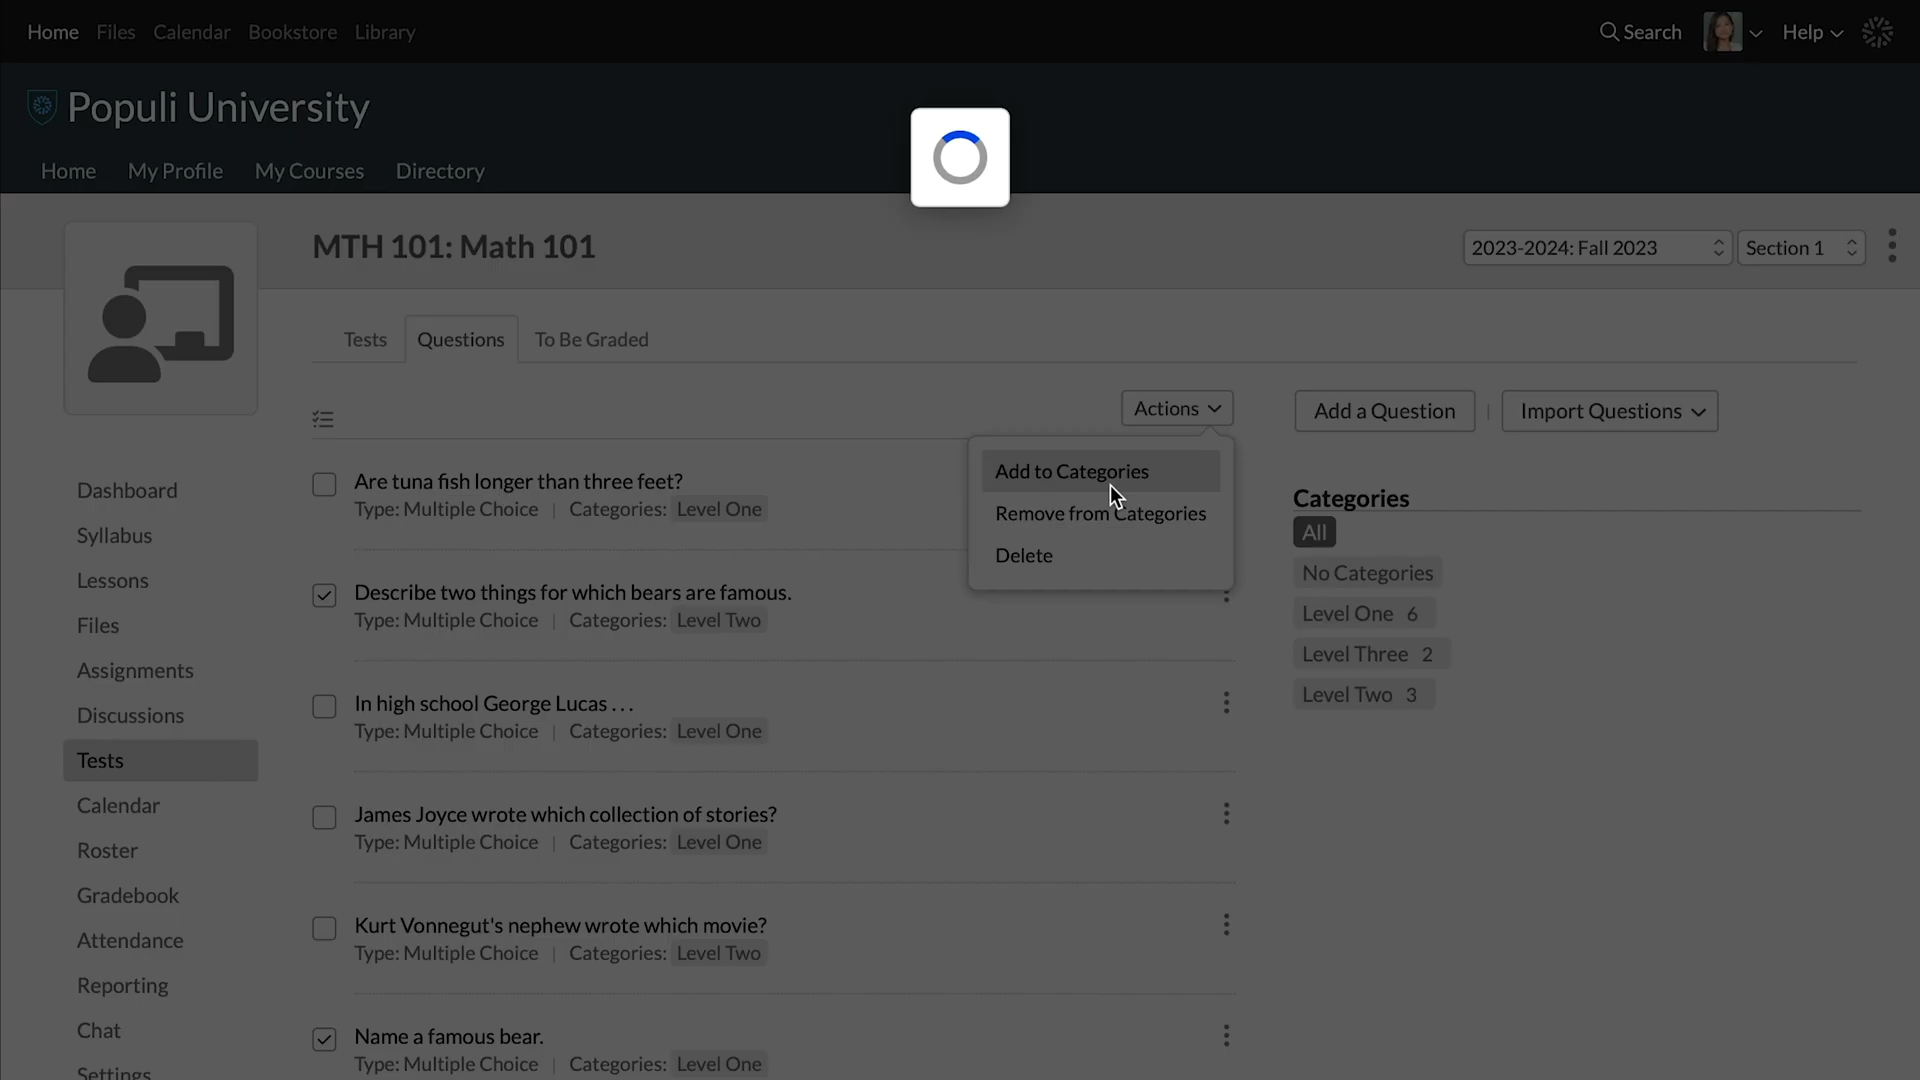 Home Files Calendar Bookstore Library Search Help
Populi University
Home My Profile My Courses Directory
MTH 101: Math 101 2023-2024: Fall 2023 Section 1
Tests Questions To Be Graded
Actions Add a Question | Import Questions
Add to Categories
Remove from Categories
Delete
Are tuna fish longer than three feet?
Type: Multiple Choice | Categories: Level One
Describe two things for which bears are famous.
Type: Multiple Choice | Categories: Level Two
In high school George Lucas . . .
Type: Multiple Choice | Categories: Level One
James Joyce wrote which collection of stories?
Type: Multiple Choice | Categories: Level One
Kurt Vonnegut's nephew wrote which movie?
Type: Multiple Choice | Categories: Level Two
Name a famous bear.
Type: Multiple Choice | Categories: Level One
Categories
All
No Categories
Level One 6
Level Three 2
Level Two 3
Dashboard
Syllabus
Lessons
Files
Assignments
Discussions
Tests
Calendar
Roster
Gradebook
Attendance
Reporting
Chat
Settings